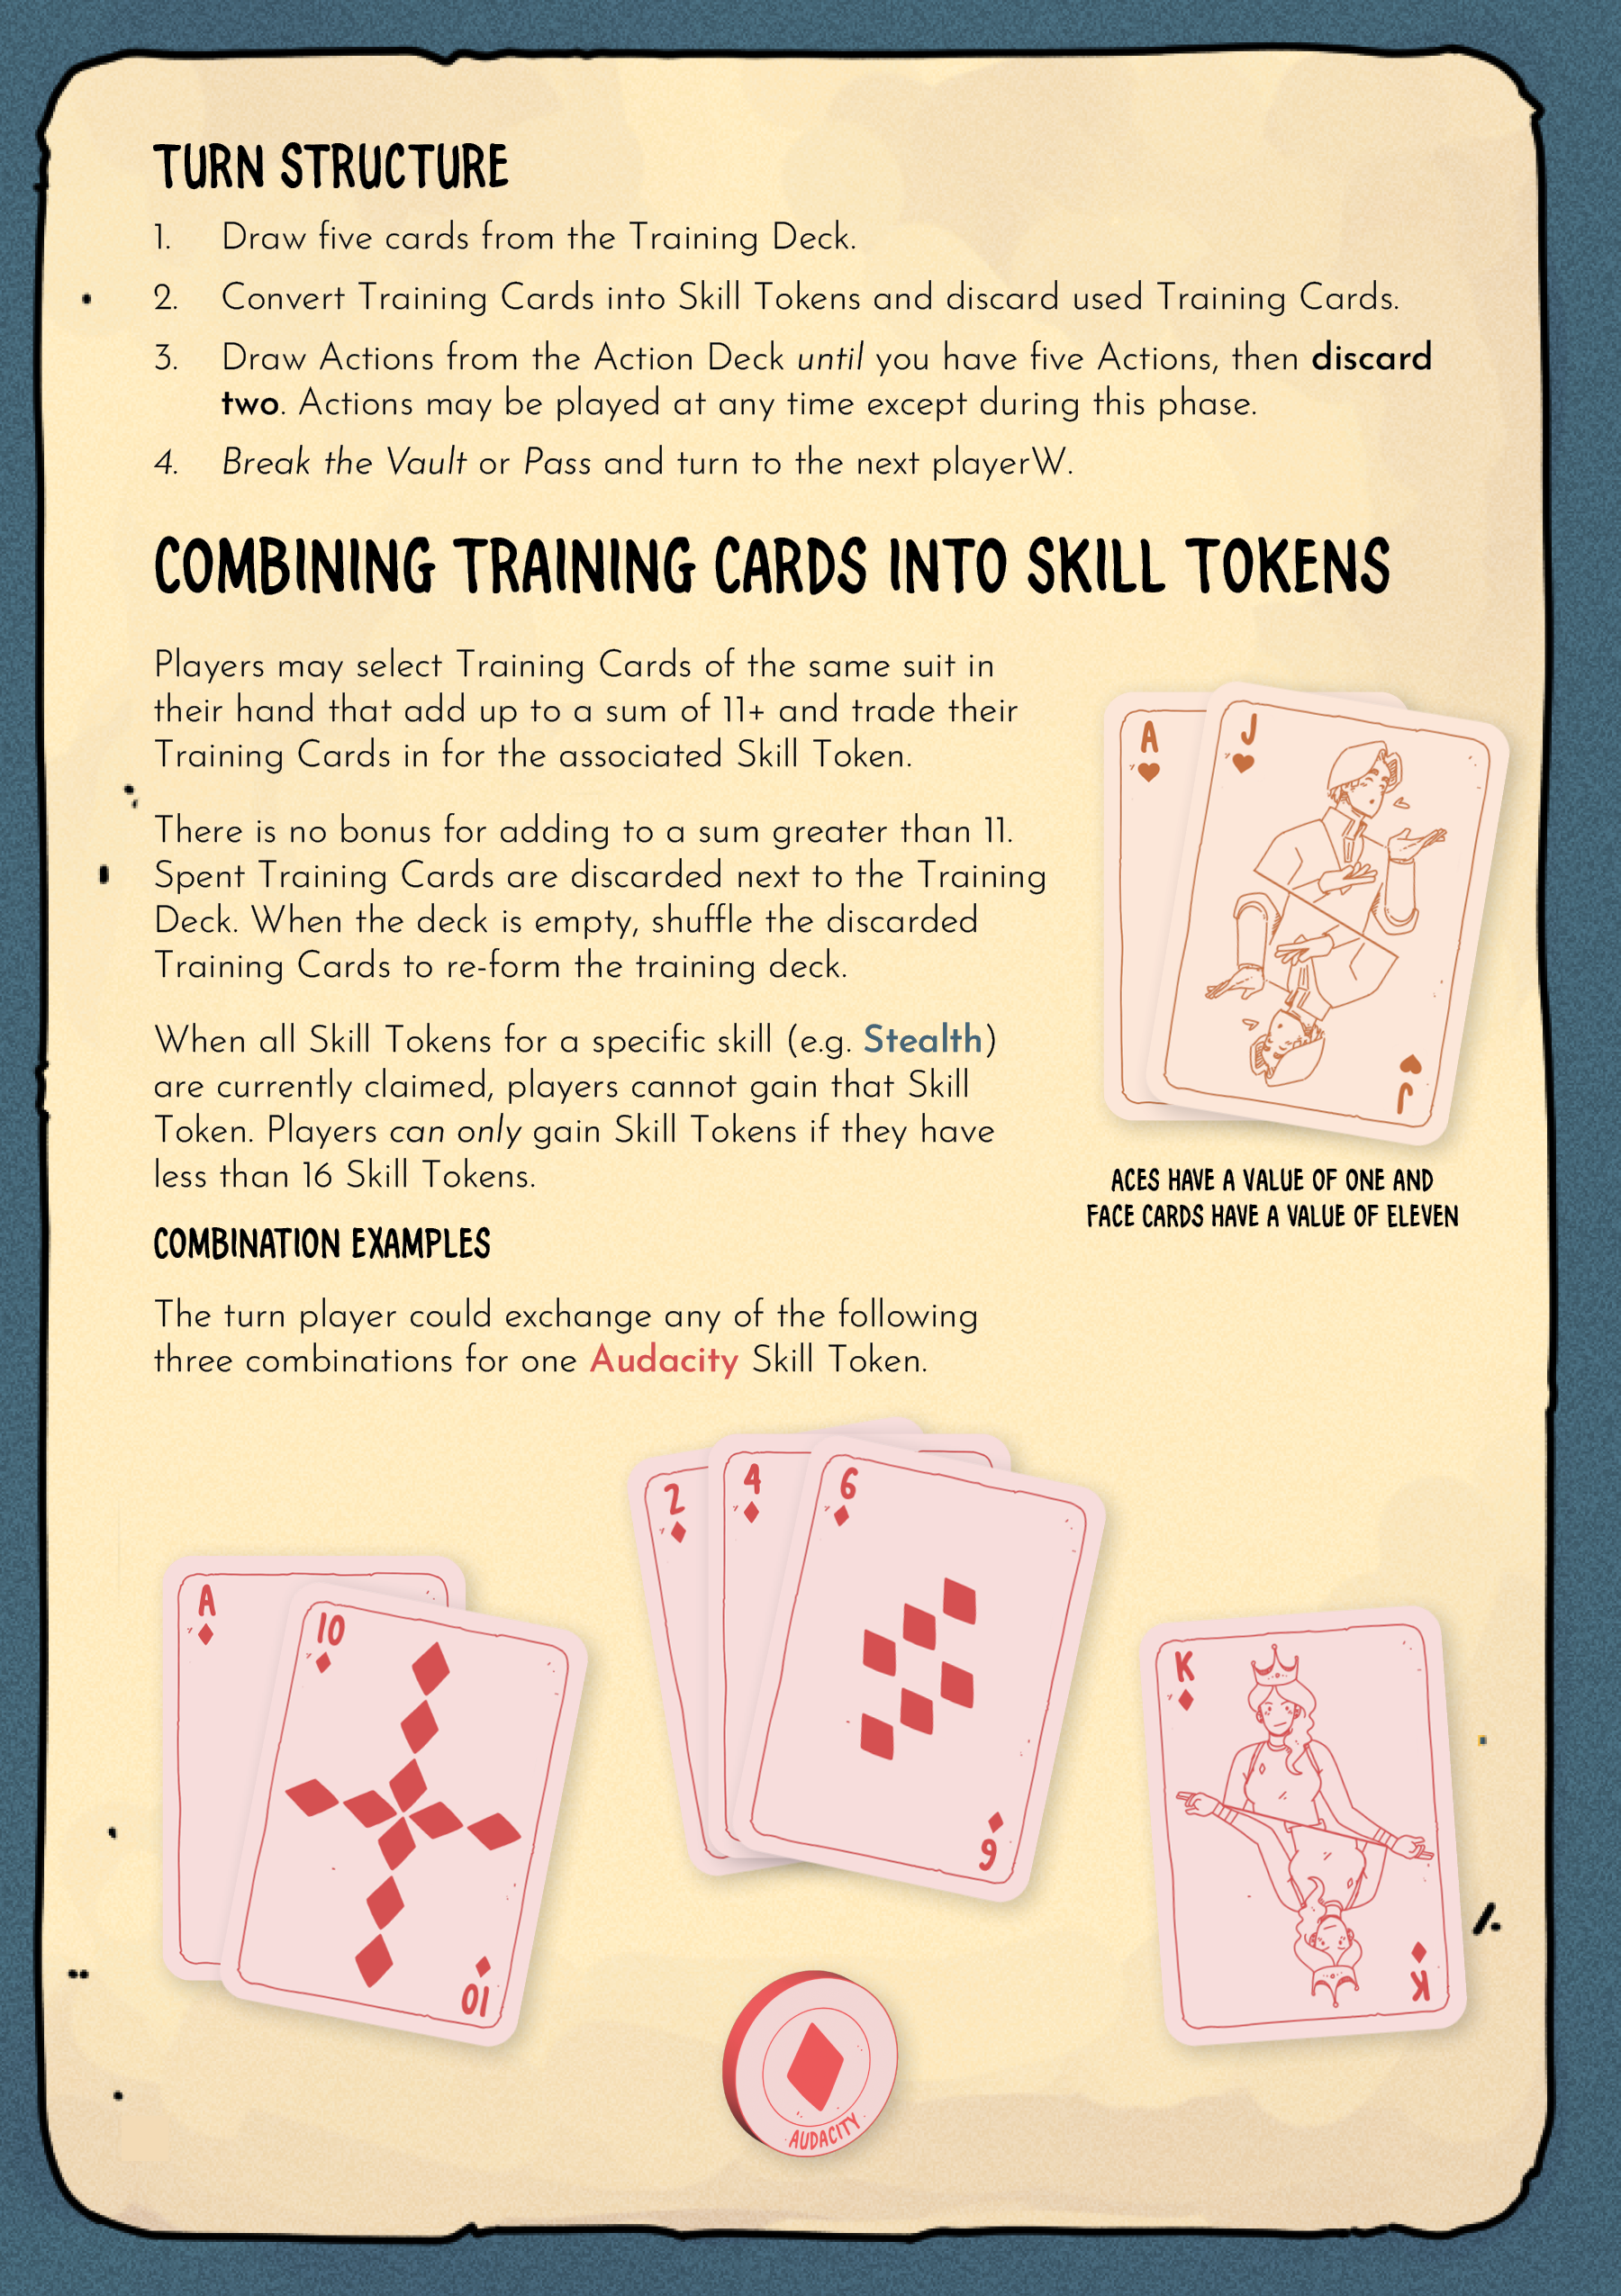 TURN STRUCTURE
1. Draw five cards from the Training Deck.
2. Convert Training Cards into Skill Tokens and discard used Training Cards.
3. Draw Actions from the Action Deck until you have five Actions, then discard
two. Actions may be played at any time except during this phase.
4. Break the Vault or Pass and turn to the next playerW.
COMBINING TRAINING CARDS INTO SKILL TOKENS
Players may select Training Cards of the same suit in
their hand that add up to a sum of 11+ and trade their
Training Cards in for the associated Skill Token.
There is no bonus for adding to a sum greater than 11.
Spent Training Cards are discarded next to the Training
Deck. When the deck is empty, shuffle the discarded
Training Cards to re-form the training deck.
When all Skill Tokens for a specific skill (e.g. Stealth)
are currently claimed, players cannot gain that Skill
Token. Players can only gain Skill Tokens if they have
less than 16 Skill Tokens.
A
J
J
ACES HAVE A VALUE OF ONE AND
FACE CARDS HAVE A VALUE OF ELEVEN
COMBINATION EXAMPLES
The turn player could exchange any of the following
three combinations for one Audacity Skill Token.
A
10
10
2
4
6
6
K
K
AUDACITY